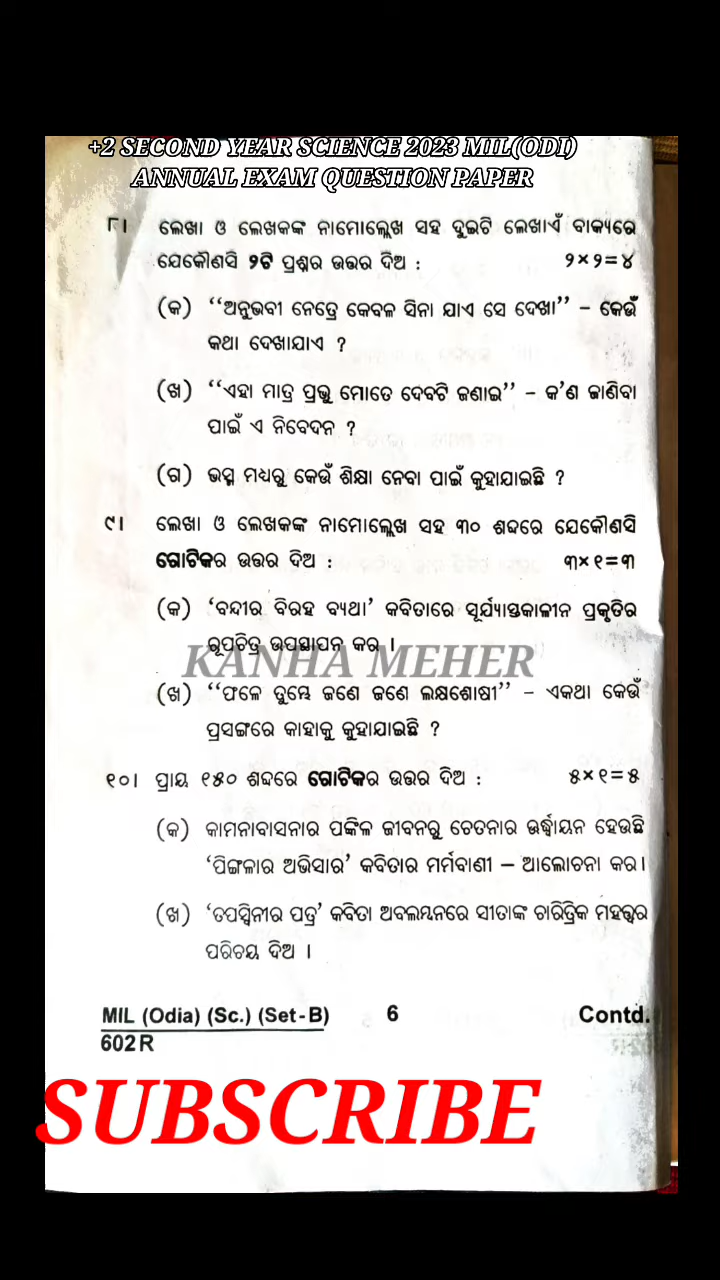 +2 SECOND YEAR SCIENCE 2023 MIL(ODI)
ANNUAL EXAM QUESTION PAPER
୮। ଲେଖା ଓ ଲେଖକଙ୍କ ନାମୋଲ୍ଲେଖ ସହ ଦୁଇଟି ଲେଖାଏଁ ବାକ୍ୟରେ
ଯେକୌଣସି ୨ଟି ପ୍ରଶ୍ନର ଉତ୍ତର ଦିଅ : ୨×୨=୪
(କ) ‘‘ଅନୁଭବୀ ନେତ୍ରେ କେବଳ ସିନା ଯାଏ ସେ ଦେଖା’’ – କେଉଁ
କଥା ଦେଖାଯାଏ ?
(ଖ) ‘‘ଏହା ମାତ୍ର ପ୍ରଭୁ ମୋତେ ଦେବଟି ଜଣାଇ’’ – କ'ଣ ଜାଣିବା
ପାଇଁ ଏ ନିବେଦନ ?
(ଗ) ଭସ୍ମ ମଧ୍ୟରୁ କେଉଁ ଶିକ୍ଷା ନେବା ପାଇଁ କୁହାଯାଇଛି ?
୯। ଲେଖା ଓ ଲେଖକଙ୍କ ନାମୋଲ୍ଲେଖ ସହ ୩୦ ଶବ୍ଦରେ ଯେକୌଣସି
ଗୋଟିକର ଉତ୍ତର ଦିଅ : ୩×୧=୩
(କ) ‘ବନ୍ଦୀର ବିରହ ବ୍ୟଥା’ କବିତାରେ ସୂର୍ଯ୍ୟାସ୍ତକାଳୀନ ପ୍ରକୃତିର
ରୂପଚିତ୍ର ଉପସ୍ଥାପନ କର ।
KANHA MEHER
(ଖ) ‘‘ଫଳେ ତୁମ୍ଭେ ଜଣେ ଜଣେ ଲକ୍ଷଶୋଷୀ’’ – ଏକଥା କେଉଁ
ପ୍ରସଙ୍ଗରେ କାହାକୁ କୁହାଯାଇଛି ?
୧୦। ପ୍ରାୟ ୧୫୦ ଶବ୍ଦରେ ଗୋଟିକର ଉତ୍ତର ଦିଅ : ୫×୧=୫
(କ) କାମନାବାସନାର ପଙ୍କିଳ ଜୀବନରୁ ଚେତନାର ଊର୍ଦ୍ଧ୍ୱାୟନ ହେଉଛି
‘ପିଙ୍ଗଳାର ଅଭିସାର’ କବିତାର ମର୍ମବାଣୀ – ଆଲୋଚନା କର।
(ଖ) ‘ତପସ୍ୱିନୀର ପତ୍ର’ କବିତା ଅବଲମ୍ବନରେ ସୀତାଙ୍କ ଚାରିତ୍ରିକ ମହତ୍ତ୍ୱର
ପରିଚୟ ଦିଅ ।
MIL (Odia) (Sc.) (Set-B) 6 Contd.
602R
SUBSCRIBE